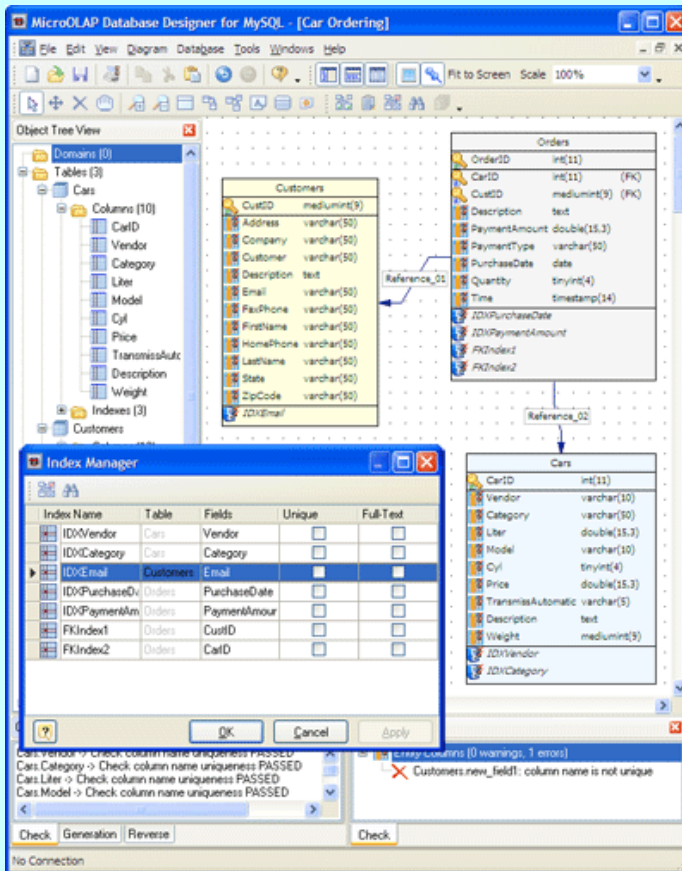 MicroOLAP Database Designer for MySQL - [Car Ordering]
File Edit View Diagram Database Tools Windows Help
Fit to Screen Scale 100%
Object Tree View
Domains (0)
Tables (3)
Cars
Columns (10)
CarID
Vendor
Category
Liter
Model
Cyl
Price
TransmissAutc
Description
Weight
Indexes (3)
Customers
Customers
CustID mediumint(9)
Address varchar(50)
Company varchar(50)
Customer varchar(50)
Description text
Email varchar(50)
FaxPhone varchar(50)
FirstName varchar(50)
HomePhone varchar(50)
LastName varchar(50)
State varchar(50)
ZipCode varchar(50)
IDXEmail
Reference_01
Orders
OrderID int(11)
CarID int(11) (FK)
CustID mediumint(9) (FK)
Description text
PaymentAmount double(15,3)
PaymentType varchar(50)
PurchaseDate date
Quantity tinyint(4)
Time timestamp(14)
IDXPurchaseDate
IDXPaymentAmount
FKIndex1
FKIndex2
Reference_02
Cars
CarID int(11)
Vendor varchar(10)
Category varchar(50)
Liter double(15,3)
Model varchar(10)
Cyl tinyint(4)
Price double(15,3)
TransmissAutomatic varchar(5)
Description text
Weight mediumint(9)
IDXVendor
IDXCategory
Index Manager
Index Name Table Fields Unique Full-Text
IDXVendor Cars Vendor
IDXCategory Cars Category
IDXEmail Customers Email
IDXPurchaseDa Orders PurchaseDate
IDXPaymentAm Orders PaymentAmour
FKIndex1 Orders CustID
FKIndex2 Orders CarID
OK Cancel Apply
Cars.Vendor -> Check column name uniqueness PASSED
Cars.Category -> Check column name uniqueness PASSED
Cars.Liter -> Check column name uniqueness PASSED
Cars.Model -> Check column name uniqueness PASSED
Check Generation Reverse
Entity Columns (0 warnings, 1 errors)
Customers.new_field1: column name is not unique
Check
No Connection